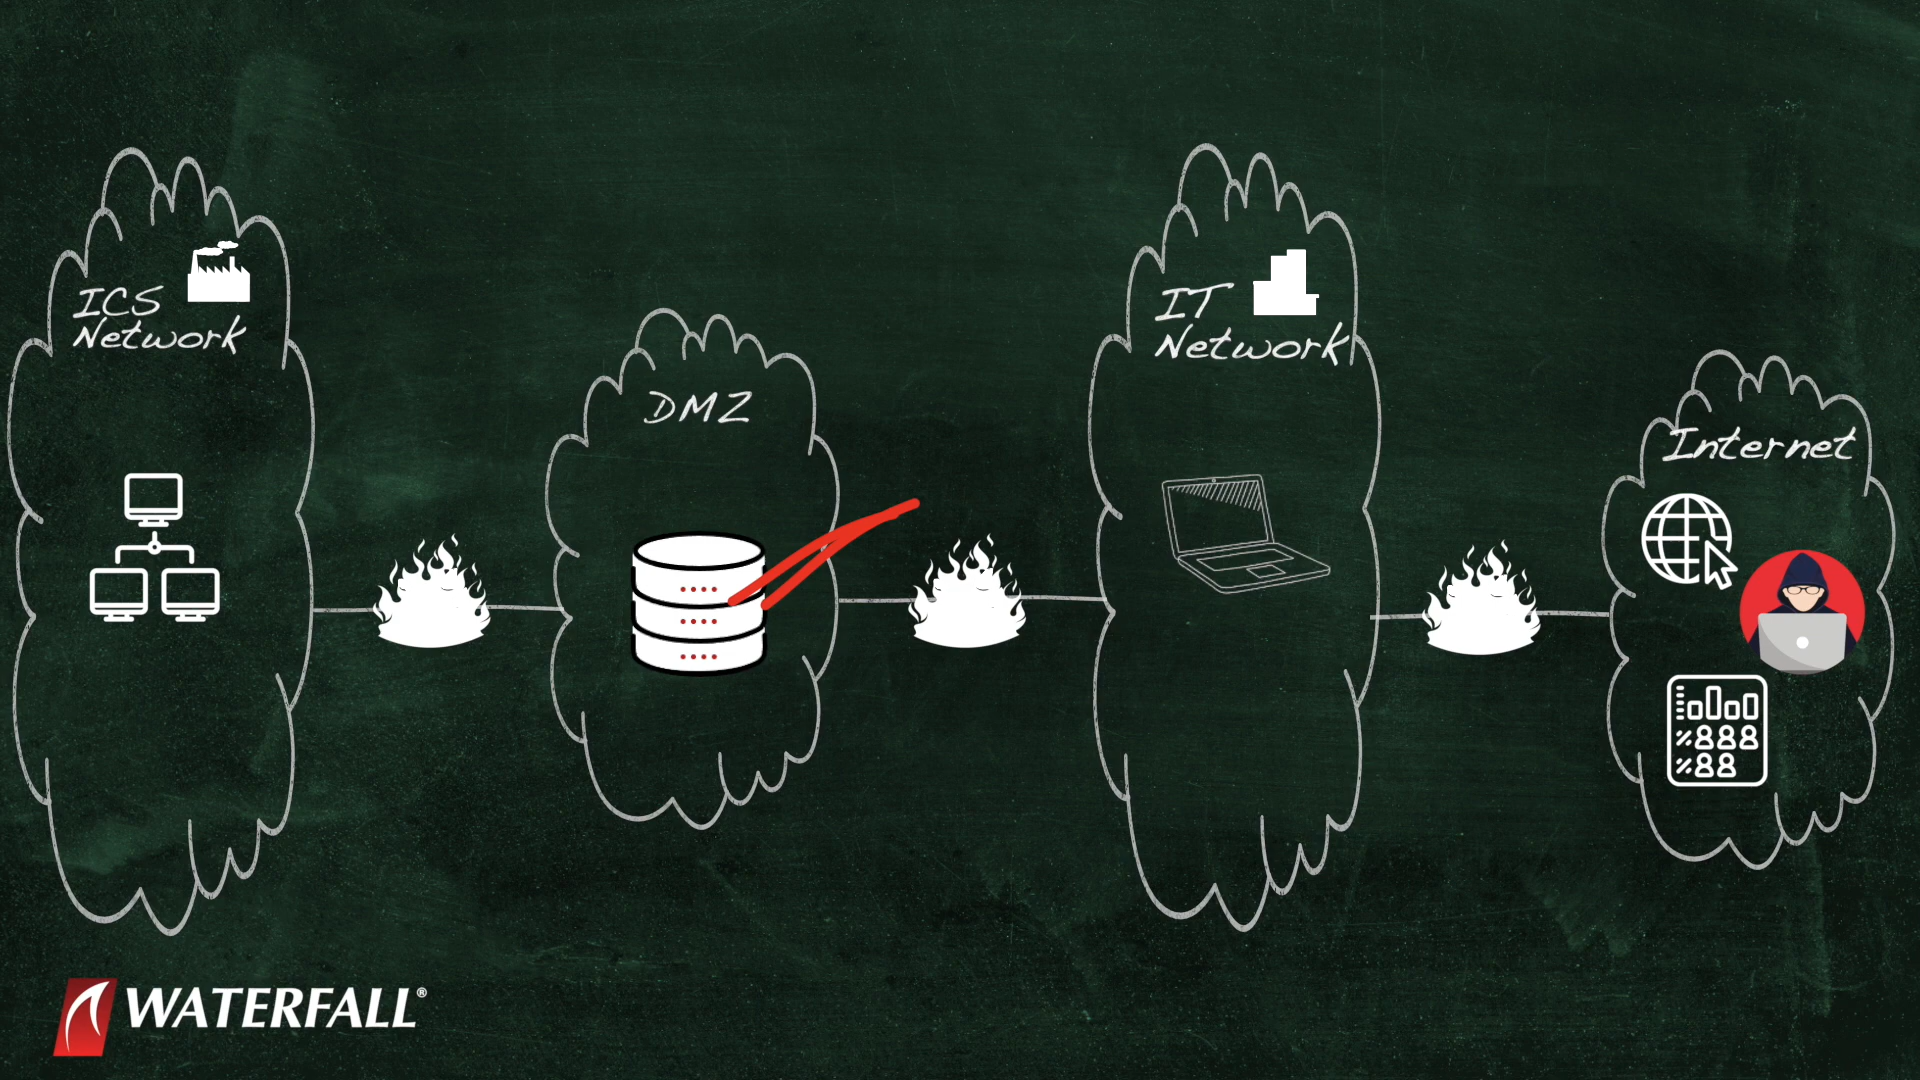 ICS
Network
DMZ
IT
Network
Internet
WATERFALL®